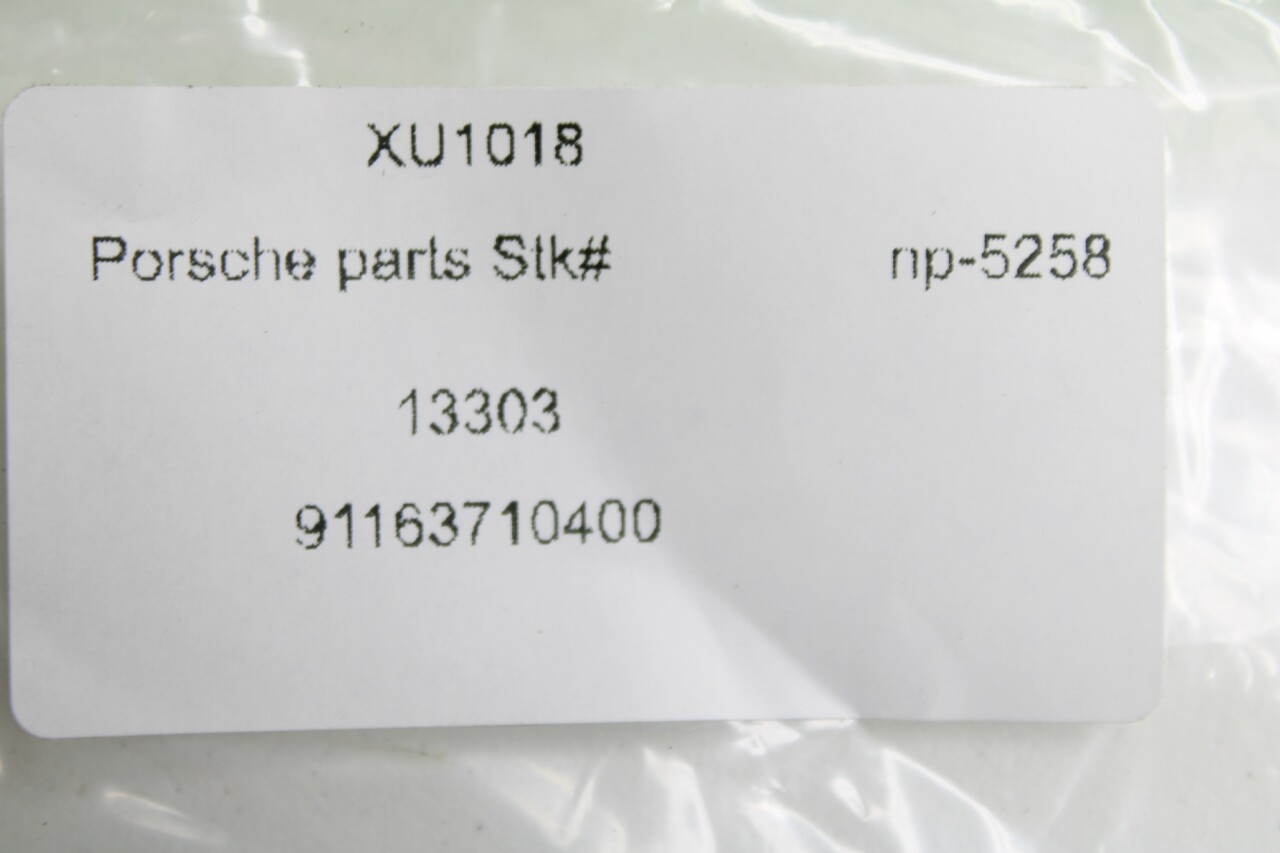 XU1018
Porsche parts Stk# np-5258
13303
91163710400